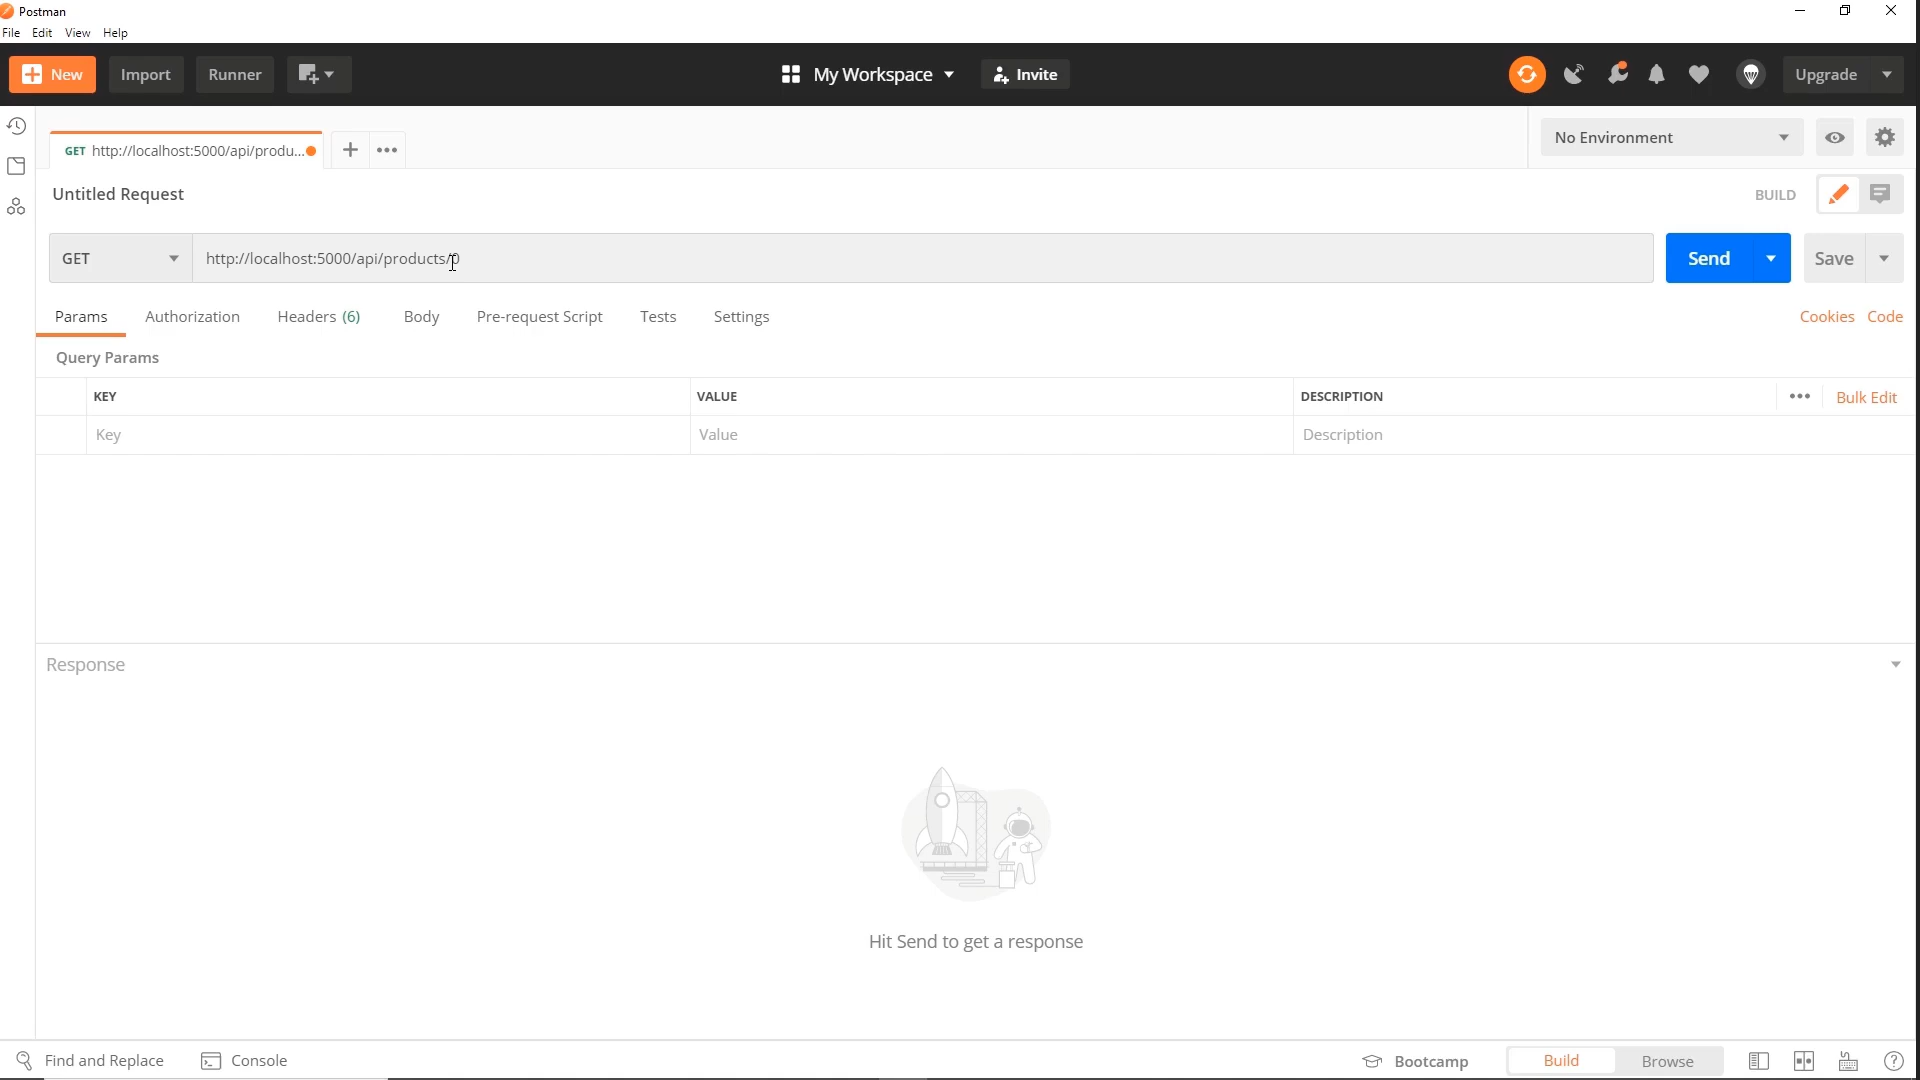 Postman
File Edit View Help
New Import Runner My Workspace Invite Upgrade
GET http://localhost:5000/api/produ... No Environment
Untitled Request BUILD
GET http://localhost:5000/api/products/0 Send Save
Params Authorization Headers (6) Body Pre-request Script Tests Settings Cookies Code
Query Params
KEY VALUE DESCRIPTION Bulk Edit
Key Value Description
Response
Hit Send to get a response
Find and Replace Console Bootcamp Build Browse